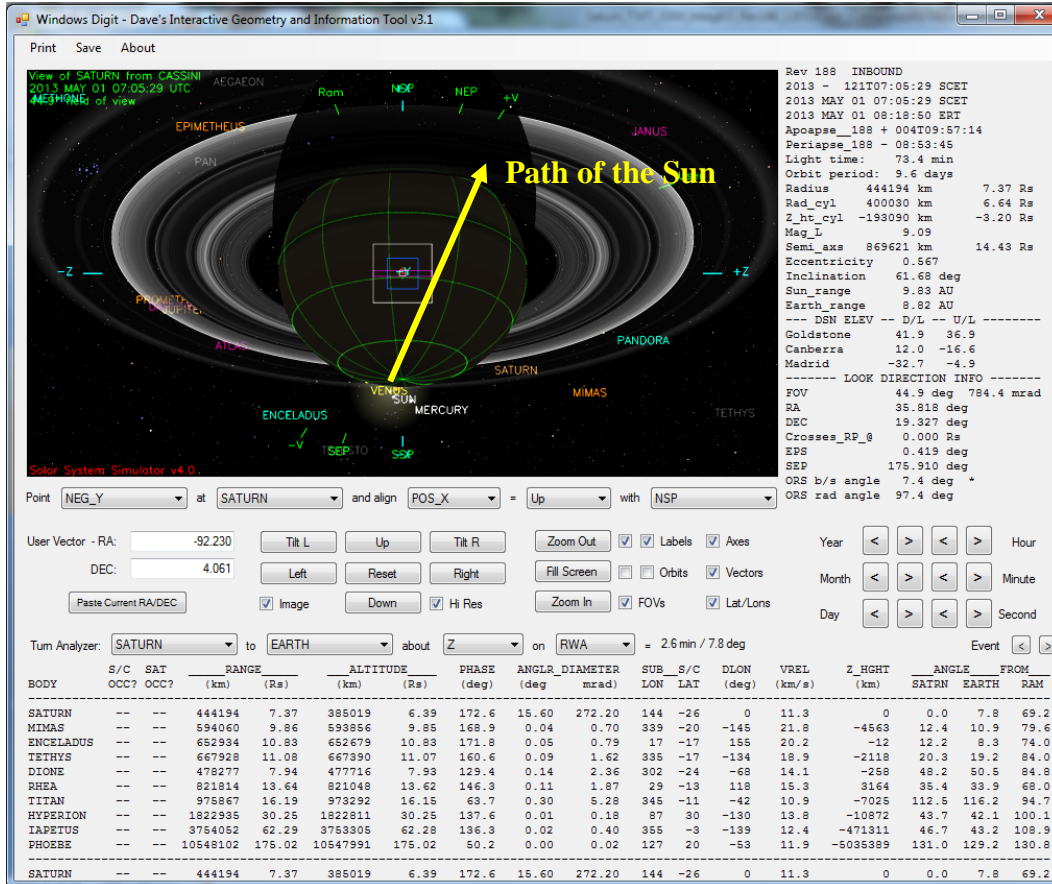 Windows Digit - Dave's Interactive Geometry and Information Tool v3.1
Print Save About
View of SATURN from CASSINI
2013 MAY 01 07:05:29 UTC
field of view
AEGAEON
METHONE
Ram
NSP
NEP
+V
EPIMETHEUS
JANUS
PAN
Path of the Sun
-Z
+Z
ATLAS
PANDORA
SATURN
VENUS
SUN
MERCURY
MIMAS
ENCELADUS
TETHYS
-V
SEP
SSP
Solar System Simulator v4.0
Rev 188 INBOUND
2013 - 121T07:05:29 SCET
2013 MAY 01 07:05:29 SCET
2013 MAY 01 08:18:50 ERT
Apoapse__188 + 004T09:57:14
Periapse_188 - 08:53:45
Light time: 73.4 min
Orbit period: 9.6 days
Radius 444194 km 7.37 Rs
Rad_cyl 400030 km 6.64 Rs
Z_ht_cyl -193090 km -3.20 Rs
Mag_L 9.09
Semi_axs 869621 km 14.43 Rs
Eccentricity 0.567
Inclination 61.68 deg
Sun_range 9.83 AU
Earth_range 8.82 AU
--- DSN ELEV -- D/L -- U/L --------
Goldstone 41.9 36.9
Canberra 12.0 -16.6
Madrid -32.7 -4.9
------- LOOK DIRECTION INFO -------
FOV 44.9 deg 784.4 mrad
RA 35.818 deg
DEC 19.327 deg
Crosses_RP_@ 0.000 Rs
EPS 0.419 deg
SEP 175.910 deg
ORS b/s angle 7.4 deg *
ORS rad angle 97.4 deg
Point NEG_Y at SATURN and align POS_X = Up with NSP
User Vector - RA: -92.230 Tilt L Up Tilt R Zoom Out Labels Axes Year < > < > Hour
DEC: 4.061 Left Reset Right Fill Screen Orbits Vectors Month < > < > Minute
Paste Current RA/DEC Image Down Hi Res Zoom In FOVs Lat/Lons Day < > < > Second
Turn Analyzer: SATURN to EARTH about Z on RWA = 2.6 min / 7.8 deg Event < >
S/C SAT RANGE ALTITUDE PHASE ANGLR_DIAMETER SUB_S/C DLON VREL Z_HGHT ANGLE FROM
BODY OCC? OCC? (km) (Rs) (km) (Rs) (deg) (deg mrad) LON LAT (deg) (km/s) (km) SATRN EARTH RAM
SATURN -- -- 444194 7.37 385019 6.39 172.6 15.60 272.20 144 -26 0 11.3 0 0.0 7.8 69.2
MIMAS -- -- 594060 9.86 593856 9.85 168.9 0.04 0.70 339 -20 -145 21.8 -4563 12.4 10.9 79.6
ENCELADUS -- -- 652934 10.83 652679 10.83 171.8 0.05 0.79 17 -17 155 20.2 -12 12.2 8.3 74.0
TETHYS -- -- 667928 11.08 667390 11.07 160.6 0.09 1.62 335 -17 -134 18.9 -2118 20.3 19.2 84.0
DIONE -- -- 478277 7.94 477716 7.93 129.4 0.14 2.36 302 -24 -68 14.1 -258 48.2 50.5 84.8
RHEA -- -- 821814 13.64 821048 13.62 146.3 0.11 1.87 29 -13 118 15.3 3164 35.4 33.9 68.0
TITAN -- -- 975867 16.19 973292 16.15 63.7 0.30 5.28 345 -11 -42 10.9 -7025 112.5 116.2 94.7
HYPERION -- -- 1822935 30.25 1822811 30.25 137.6 0.01 0.18 87 30 -130 13.8 -10872 43.7 42.1 100.1
IAPETUS -- -- 3754052 62.29 3753305 62.28 136.3 0.02 0.40 355 -3 -139 12.4 -471311 46.7 43.2 108.9
PHOEBE -- -- 10548102 175.02 10547991 175.02 50.2 0.00 0.02 127 20 -53 11.9 -5035389 131.0 129.2 130.8
SATURN -- -- 444194 7.37 385019 6.39 172.6 15.60 272.20 144 -26 0 11.3 0 0.0 7.8 69.2